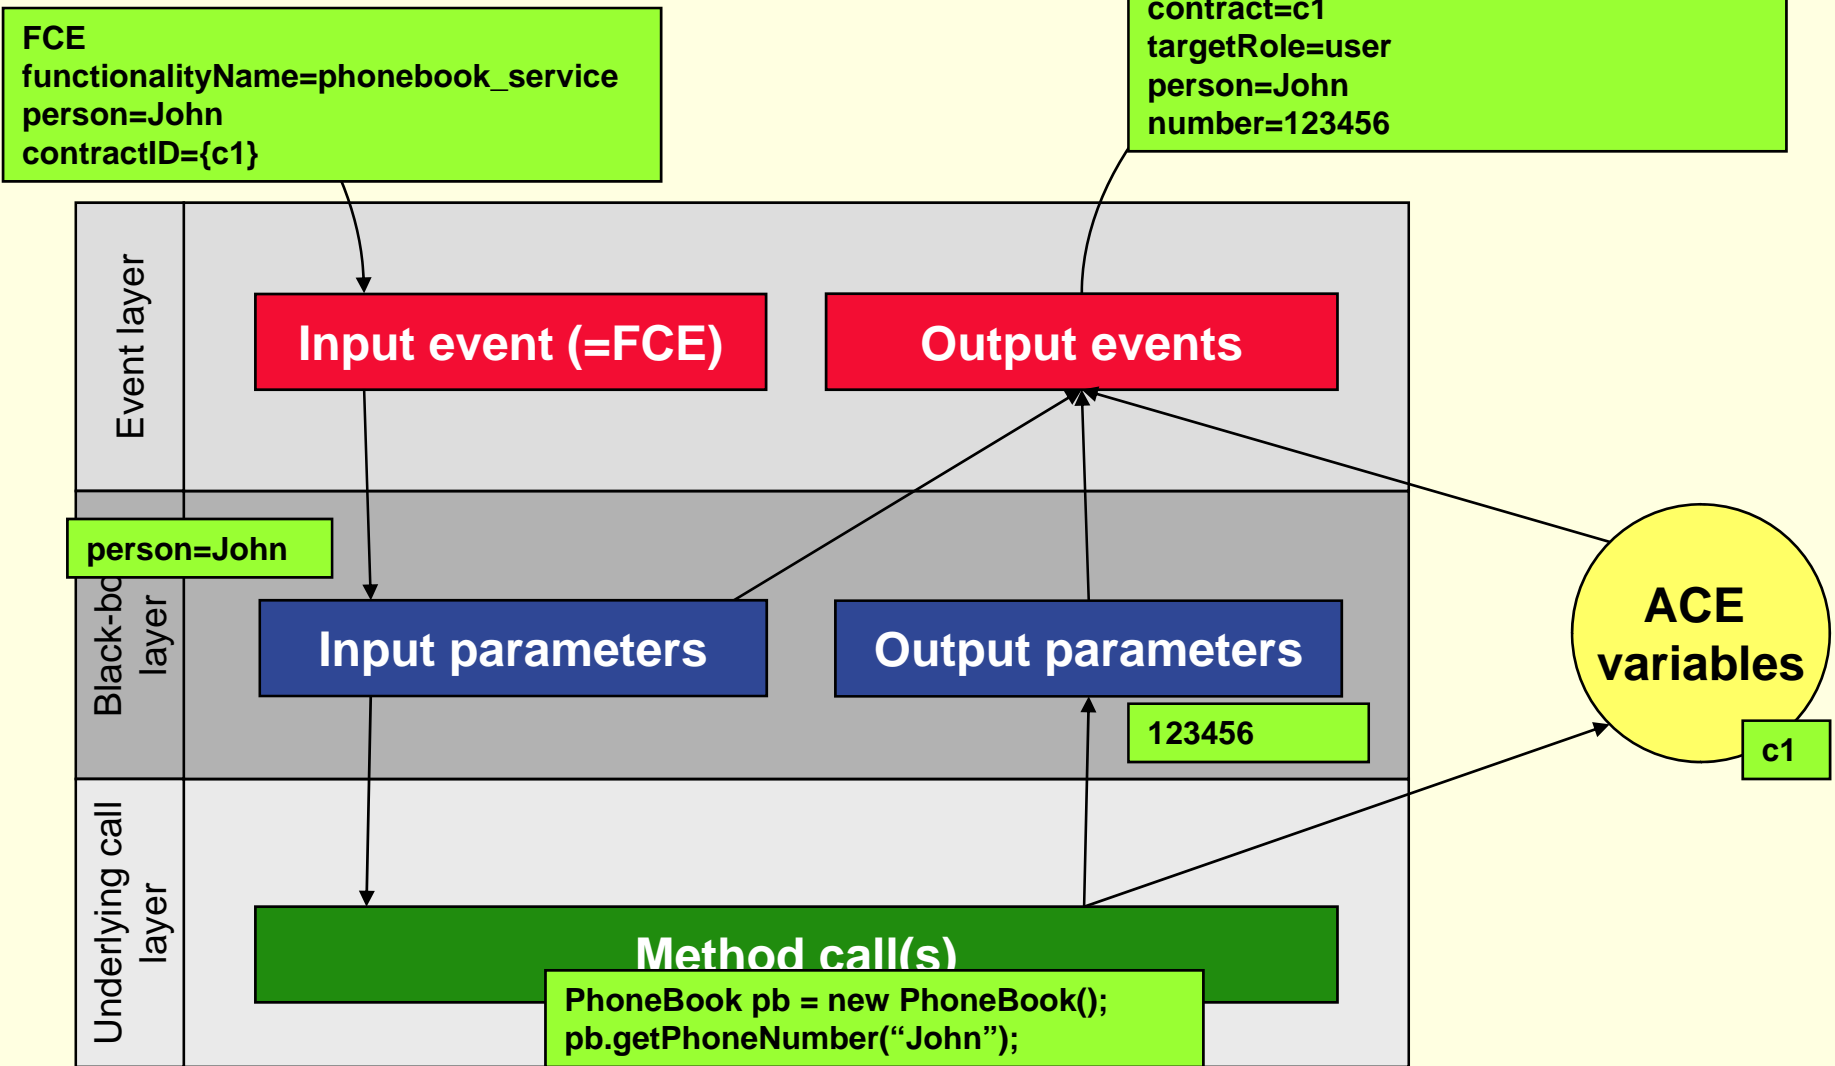 FCE
functionalityName=phonebook_service
person=John
contractID={c1}
contract=c1
targetRole=user
person=John
number=123456
Event layer
Input event (=FCE)
Output events
person=John
layer
Input parameters
Output parameters
ACE
variables
123456
c1
Underlying call
layer
Method call(s)
PhoneBook pb = new PhoneBook();
pb.getPhoneNumber(“John”);